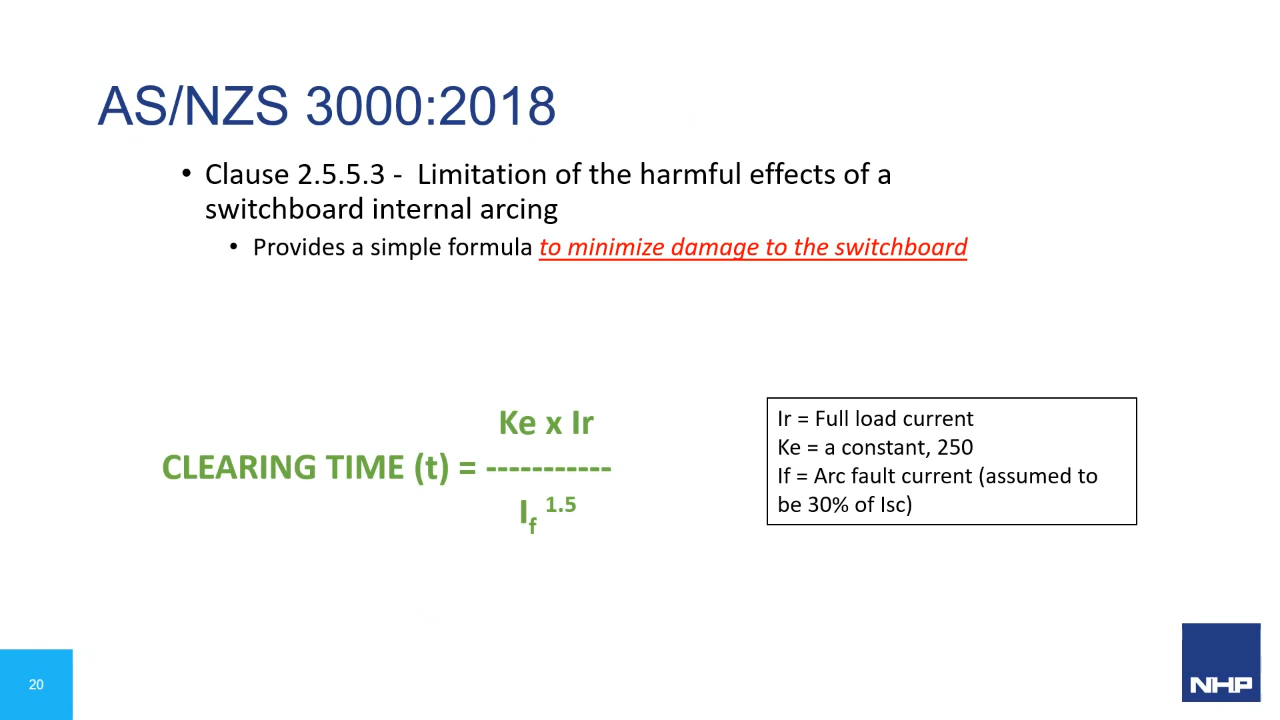 AS/NZS 3000:2018
• Clause 2.5.5.3 - Limitation of the harmful effects of a
switchboard internal arcing
• Provides a simple formula to minimize damage to the switchboard
Ke x Ir
CLEARING TIME (t) = -----------
If 1.5
Ir = Full load current
Ke = a constant, 250
If = Arc fault current (assumed to
be 30% of Isc)
20
NHP